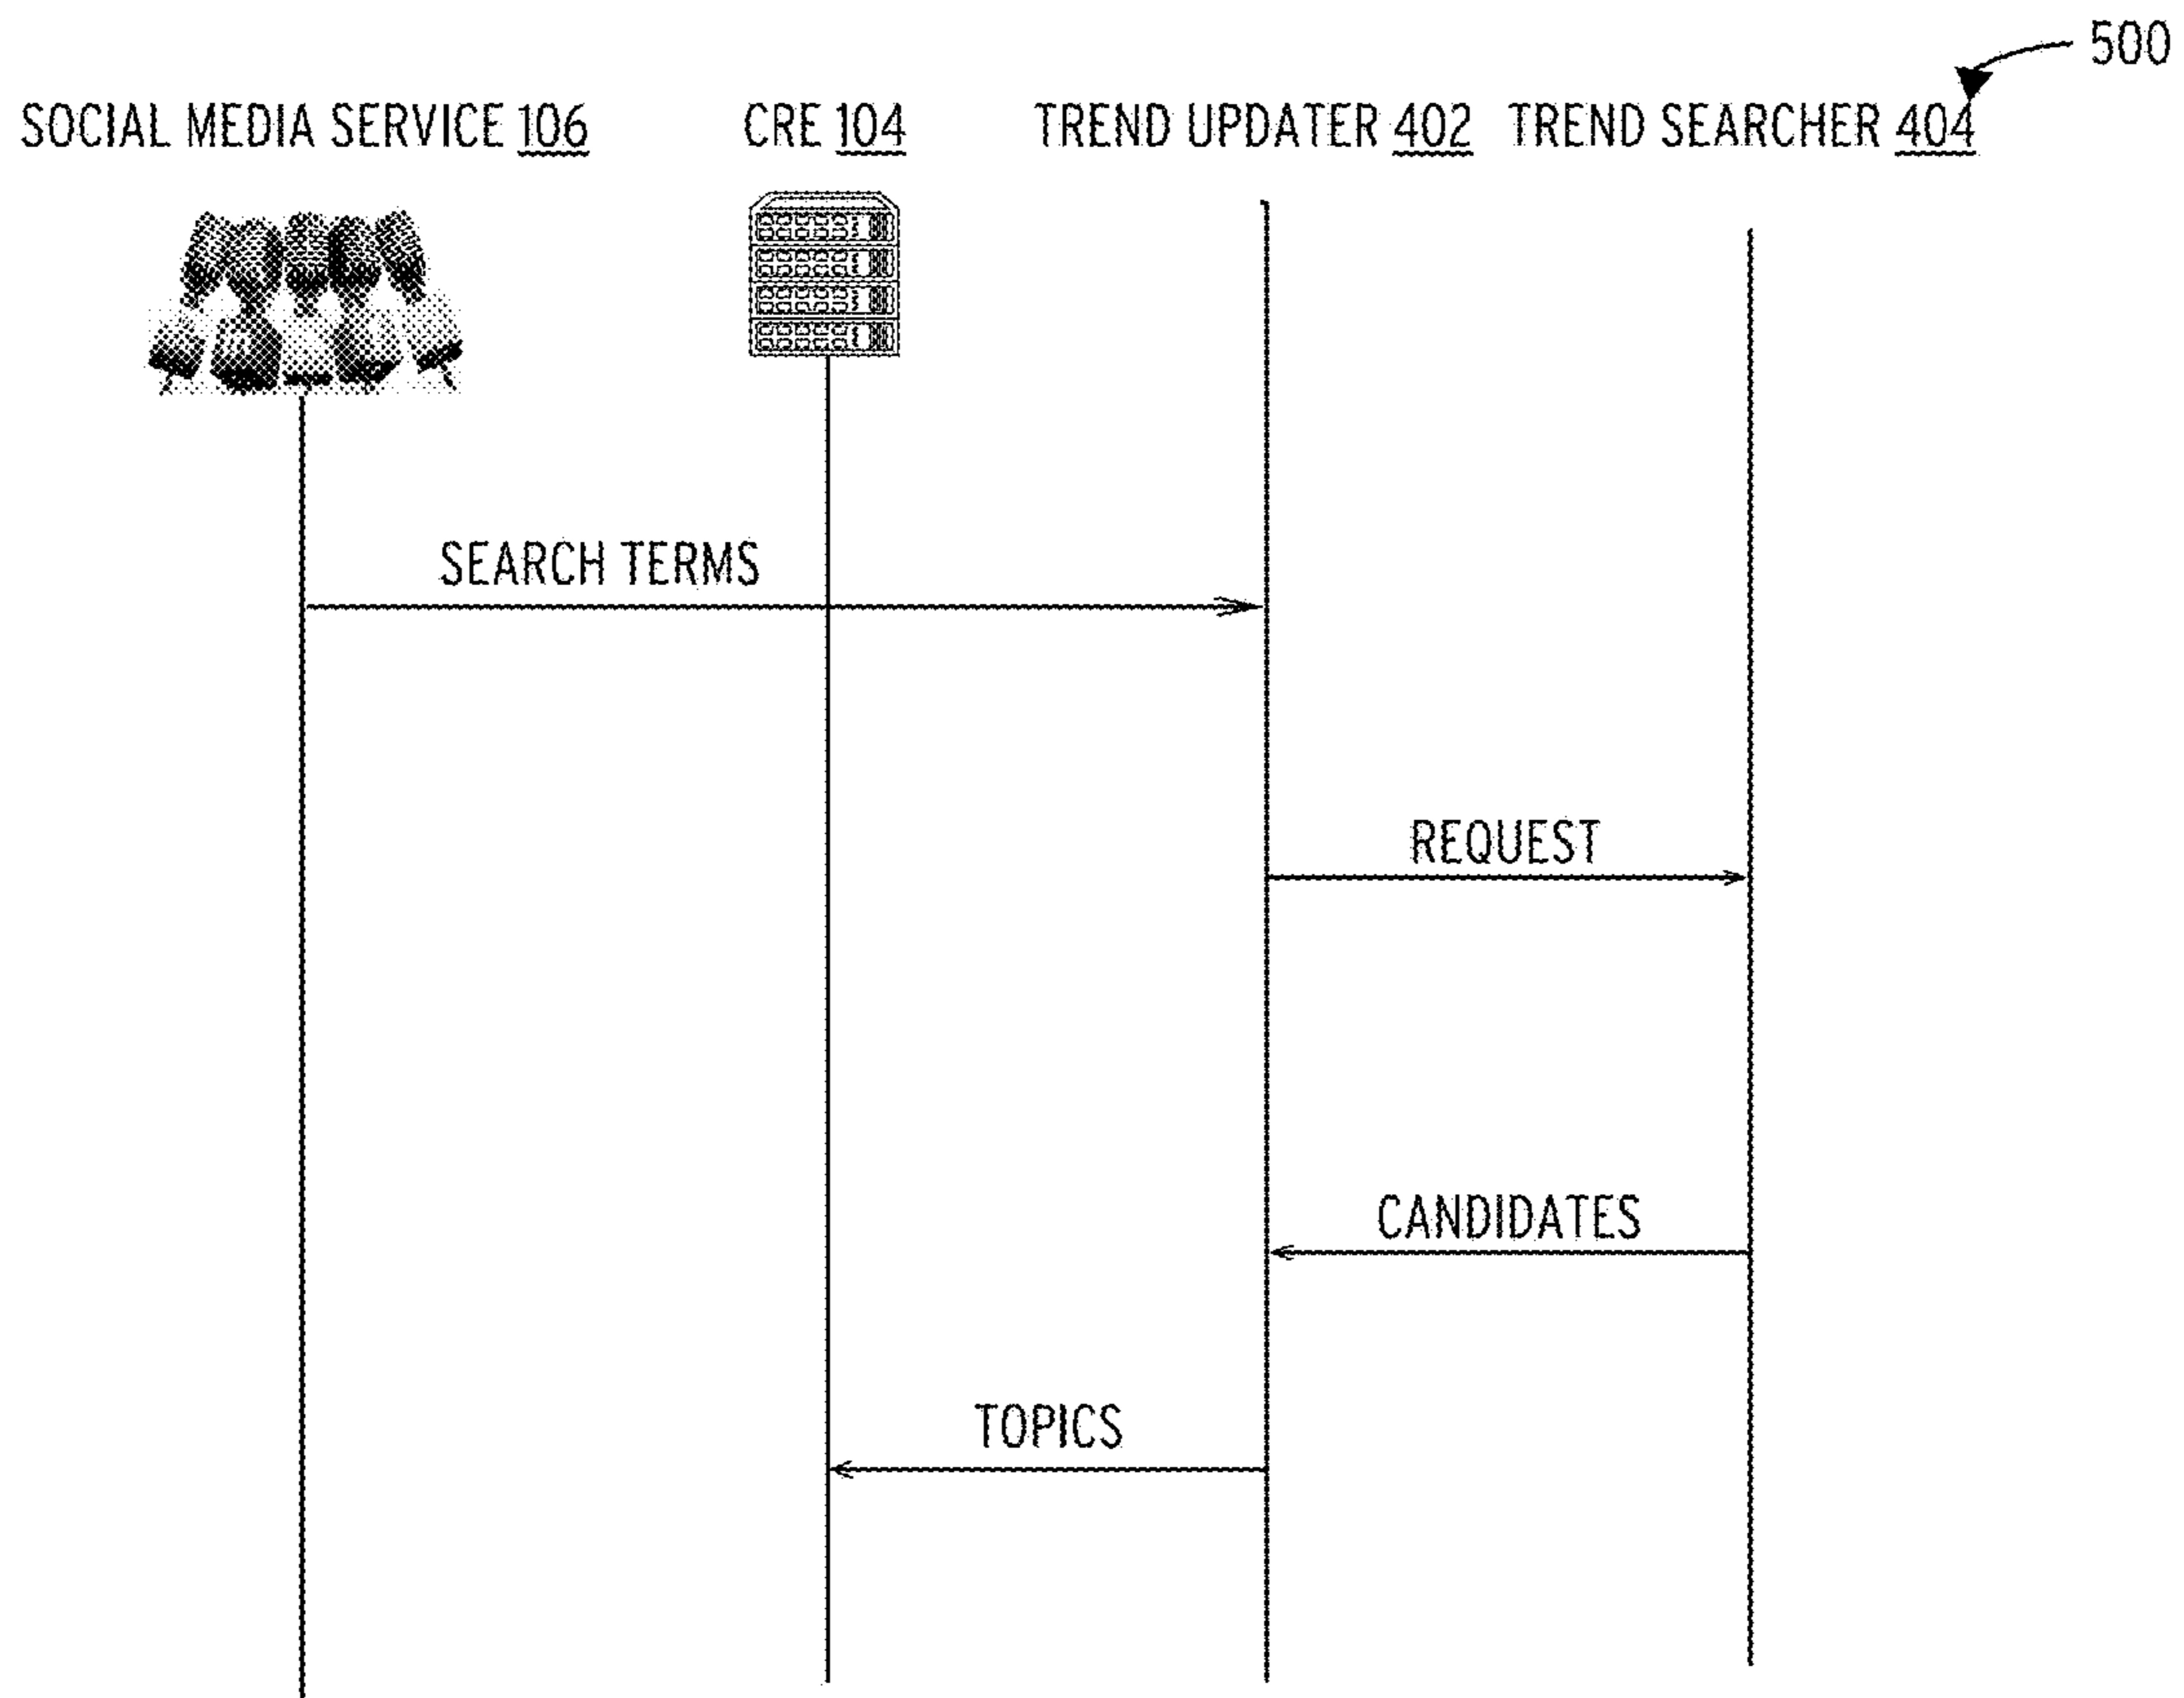 500
SOCIAL MEDIA SERVICE 106 CRE 104 TREND UPDATER 402 TREND SEARCHER 404
SEARCH TERMS
REQUEST
CANDIDATES
TOPICS